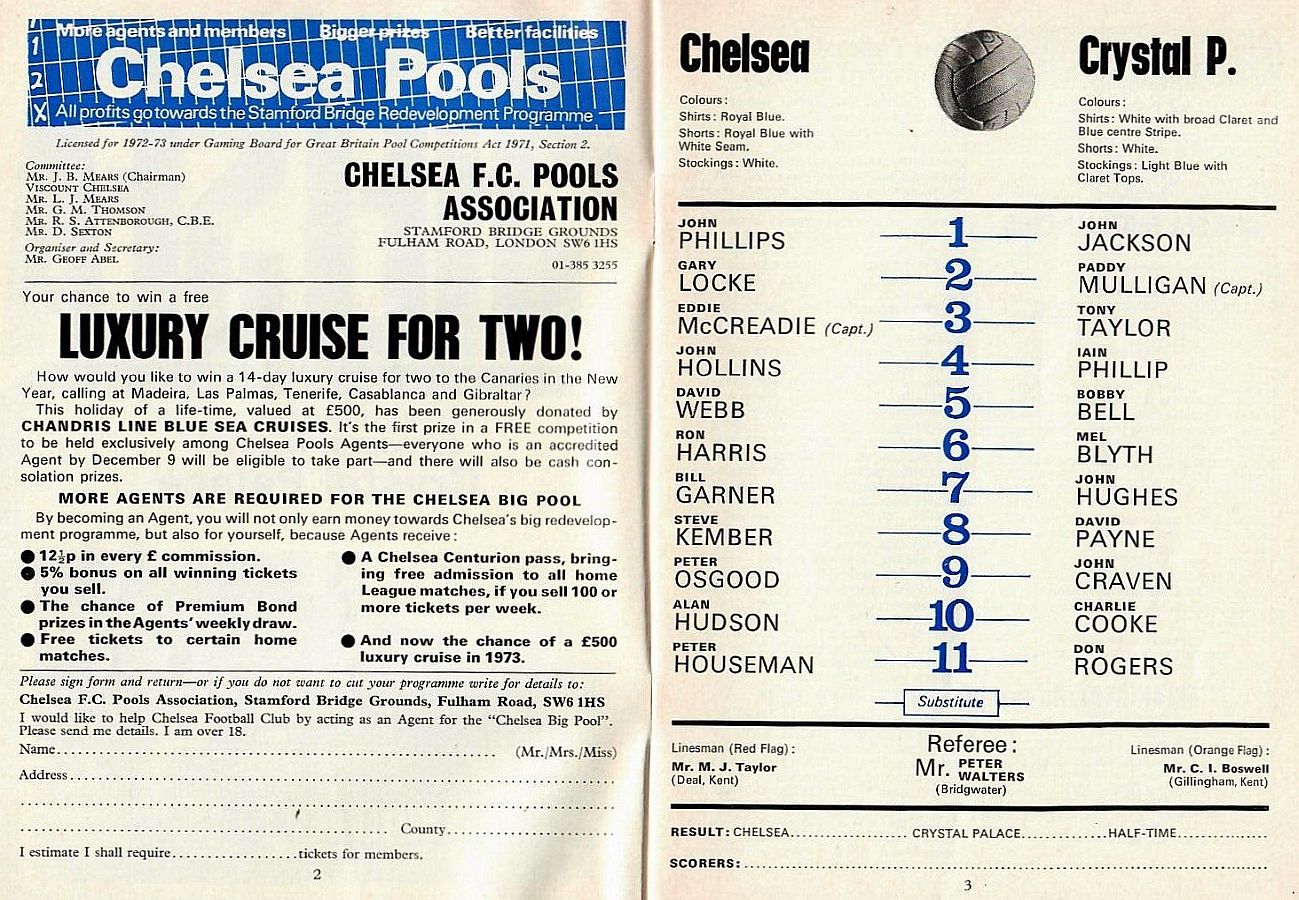 More agents and members Bigger prizes Better facilities
1
2
X
Chelsea Pools
All profits go towards the Stamford Bridge Redevelopment Programme
Licensed for 1972-73 under Gaming Board for Great Britain Pool Competitions Act 1971, Section 2.
Committee:
Mr. J. B. Mears (Chairman)
Viscount Chelsea
Mr. L. J. Mears
Mr. G. M. Thomson
Mr. R. S. Attenborough, C.B.E.
Mr. D. Sexton
Organiser and Secretary:
Mr. Geoff Abel
CHELSEA F.C. POOLS
ASSOCIATION
STAMFORD BRIDGE GROUNDS
FULHAM ROAD, LONDON SW6 1HS
01-385 3255
Your chance to win a free
LUXURY CRUISE FOR TWO!
How would you like to win a 14-day luxury cruise for two to the Canaries in the New
Year, calling at Madeira, Las Palmas, Tenerife, Casablanca and Gibraltar?
This holiday of a life-time, valued at £500, has been generously donated by
CHANDRIS LINE BLUE SEA CRUISES. It's the first prize in a FREE competition
to be held exclusively among Chelsea Pools Agents—everyone who is an accredited
Agent by December 9 will be eligible to take part—and there will also be cash con-
solation prizes.
MORE AGENTS ARE REQUIRED FOR THE CHELSEA BIG POOL
By becoming an Agent, you will not only earn money towards Chelsea's big redevelop-
ment programme, but also for yourself, because Agents receive:
● 12½p in every £ commission.
● 5% bonus on all winning tickets
you sell.
● The chance of Premium Bond
prizes in the Agents' weekly draw.
● Free tickets to certain home
matches.
● A Chelsea Centurion pass, bring-
ing free admission to all home
League matches, if you sell 100 or
more tickets per week.
● And now the chance of a £500
luxury cruise in 1973.
Please sign form and return—or if you do not want to cut your programme write for details to:
Chelsea F.C. Pools Association, Stamford Bridge Grounds, Fulham Road, SW6 1HS
I would like to help Chelsea Football Club by acting as an Agent for the "Chelsea Big Pool".
Please send me details. I am over 18.
Name.................... (Mr./Mrs./Miss)
Address....................
....................
.................... County....................
I estimate I shall require..................tickets for members.
2
Chelsea
Colours:
Shirts: Royal Blue.
Shorts: Royal Blue with
White Seam.
Stockings: White.
Crystal P.
Colours:
Shirts: White with broad Claret and
Blue centre Stripe.
Shorts: White.
Stockings: Light Blue with
Claret Tops.
JOHN JOHN
PHILLIPS 1 JACKSON
GARY PADDY
LOCKE 2 MULLIGAN (Capt.)
EDDIE TONY
McCREADIE (Capt.) 3 TAYLOR
JOHN IAIN
HOLLINS 4 PHILLIP
DAVID BOBBY
WEBB 5 BELL
RON MEL
HARRIS 6 BLYTH
BILL JOHN
GARNER 7 HUGHES
STEVE DAVID
KEMBER 8 PAYNE
PETER JOHN
OSGOOD 9 CRAVEN
ALAN CHARLIE
HUDSON 10 COOKE
PETER DON
HOUSEMAN 11 ROGERS
Substitute
Linesman (Red Flag):
Mr. M. J. Taylor
(Deal, Kent)
Referee:
Mr. PETER WALTERS
(Bridgwater)
Linesman (Orange Flag):
Mr. C. I. Boswell
(Gillingham, Kent)
RESULT: CHELSEA.................... CRYSTAL PALACE....................HALF-TIME....................
SCORERS:....................
3